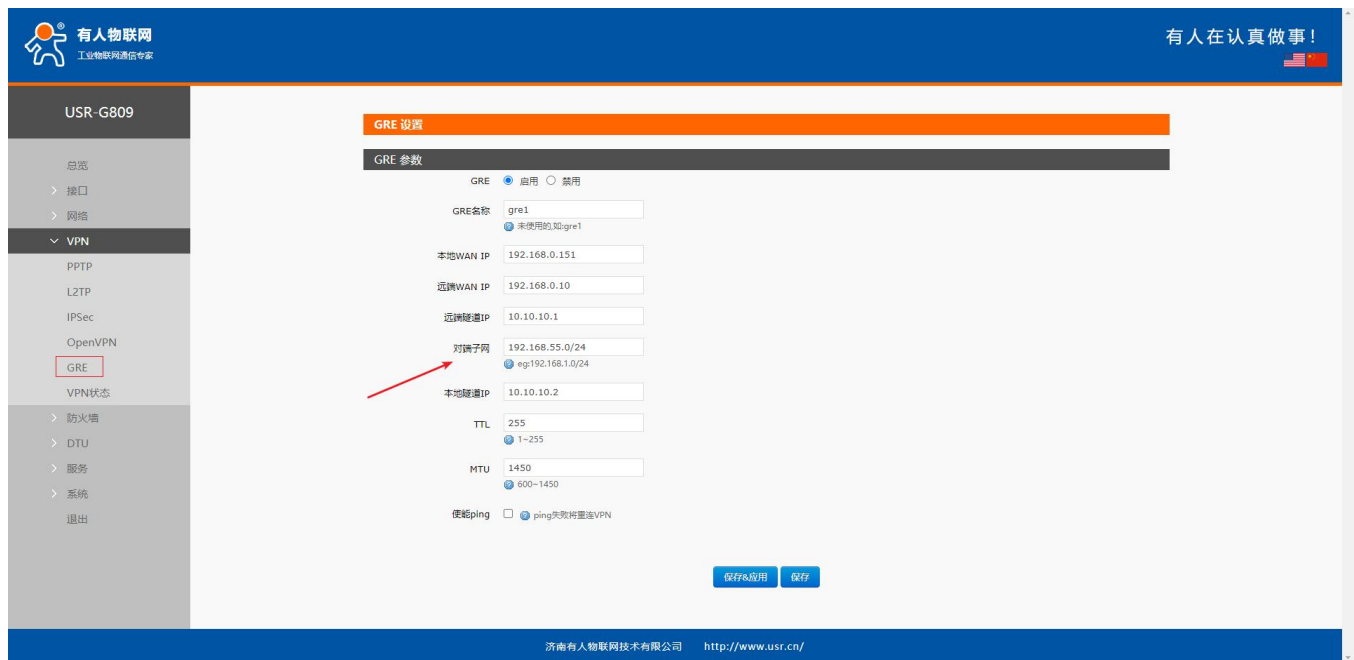 有人物联网
工业物联网通信专家
有人在认真做事!
USR-G809
总览
接口
网络
VPN
PPTP
L2TP
IPSec
OpenVPN
GRE
VPN状态
防火墙
DTU
服务
系统
退出
GRE 设置
GRE 参数
GRE 启用 禁用
GRE名称 gre1
未使用的,如:gre1
本地WAN IP 192.168.0.151
远端WAN IP 192.168.0.10
远端隧道IP 10.10.10.1
对端子网 192.168.55.0/24
eg:192.168.1.0/24
本地隧道IP 10.10.10.2
TTL 255
1~255
MTU 1450
600~1450
使能ping ping失败将重连VPN
保存&应用 保存
济南有人物联网技术有限公司 http://www.usr.cn/